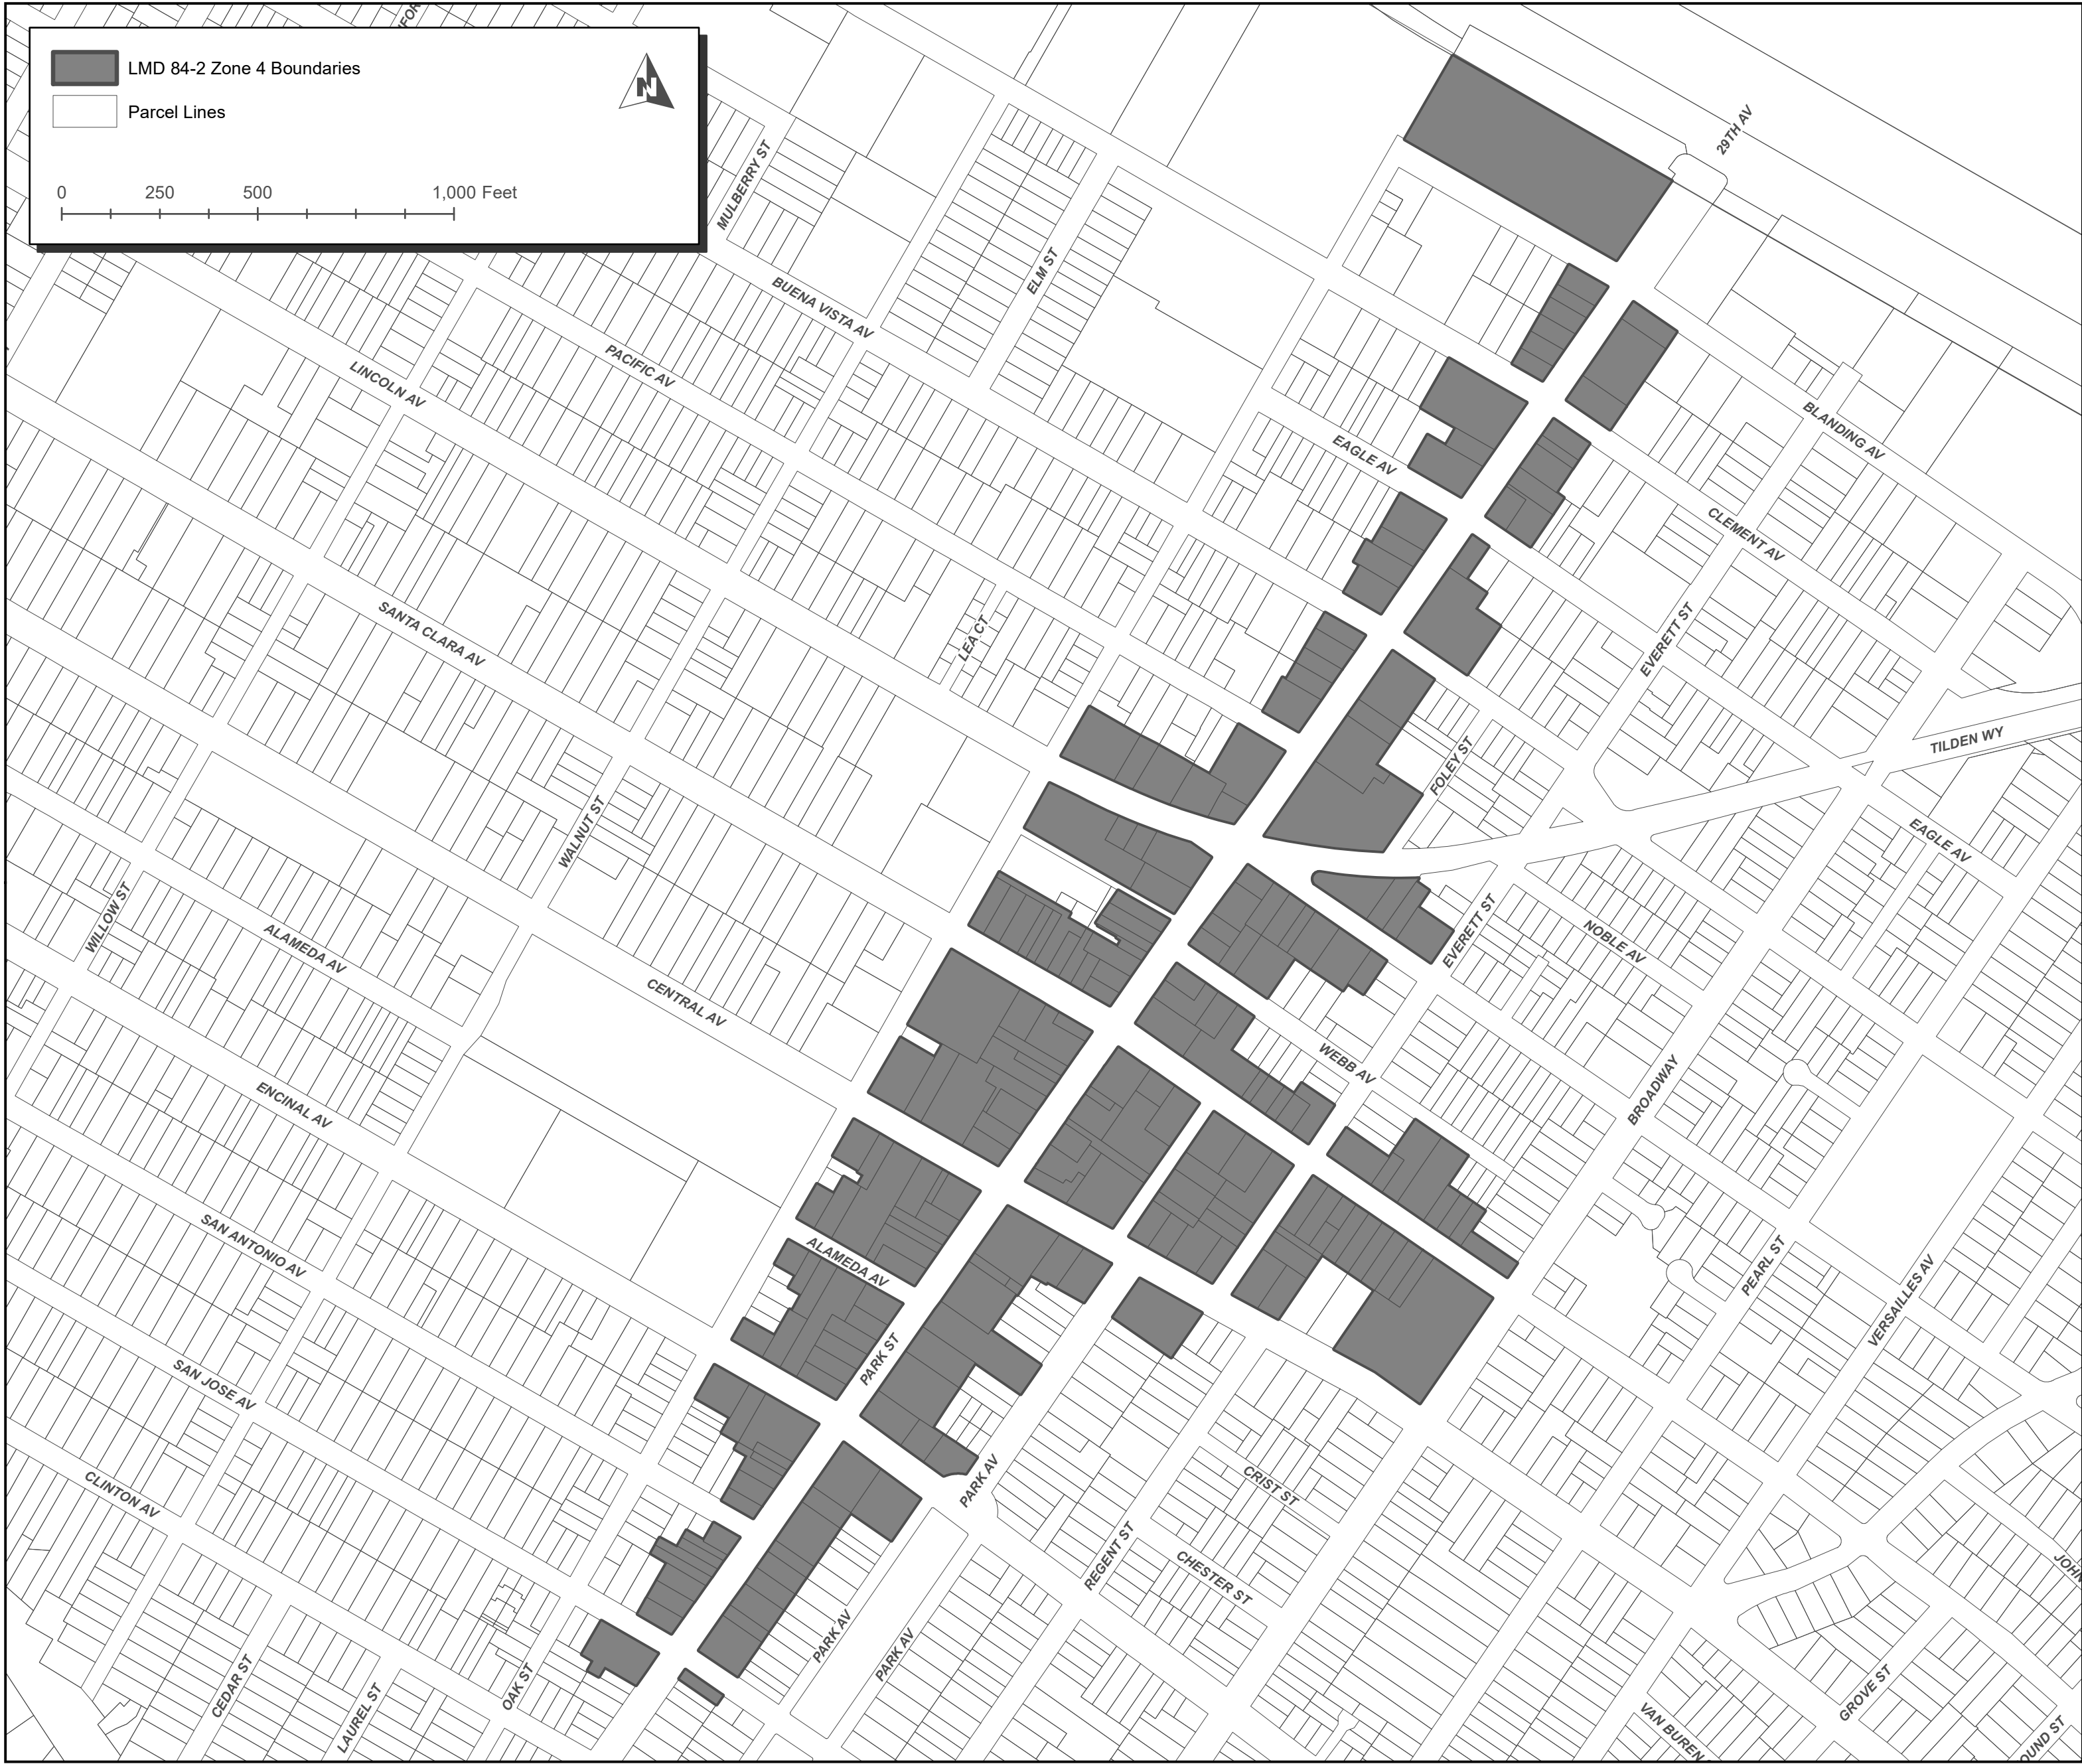 LMD 84-2 Zone 4 Boundaries
Parcel Lines
N
0 250 500 1,000 Feet
29TH AV
MULBERRY ST
ELM ST
BUENA VISTA AV
PACIFIC AV
LINCOLN AV
EAGLE AV
BLANDING AV
CLEMENT AV
SANTA CLARA AV
LEA CT
EVERETT ST
TILDEN WY
FOLEY ST
WALNUT ST
EAGLE AV
WILLOW ST
ALAMEDA AV
EVERETT ST
NOBLE AV
CENTRAL AV
WEBB AV
BROADWAY
ENCINAL AV
SAN ANTONIO AV
ALAMEDA AV
PEARL ST
VERSAILLES AV
PARK ST
SAN JOSE AV
CLINTON AV
PARK AV
CRIST ST
REGENT ST
CHESTER ST
JOHN
PARK AV
PARK AV
CEDAR ST
LAUREL ST
OAK ST
GROVE ST
VAN BUREN
OUND ST